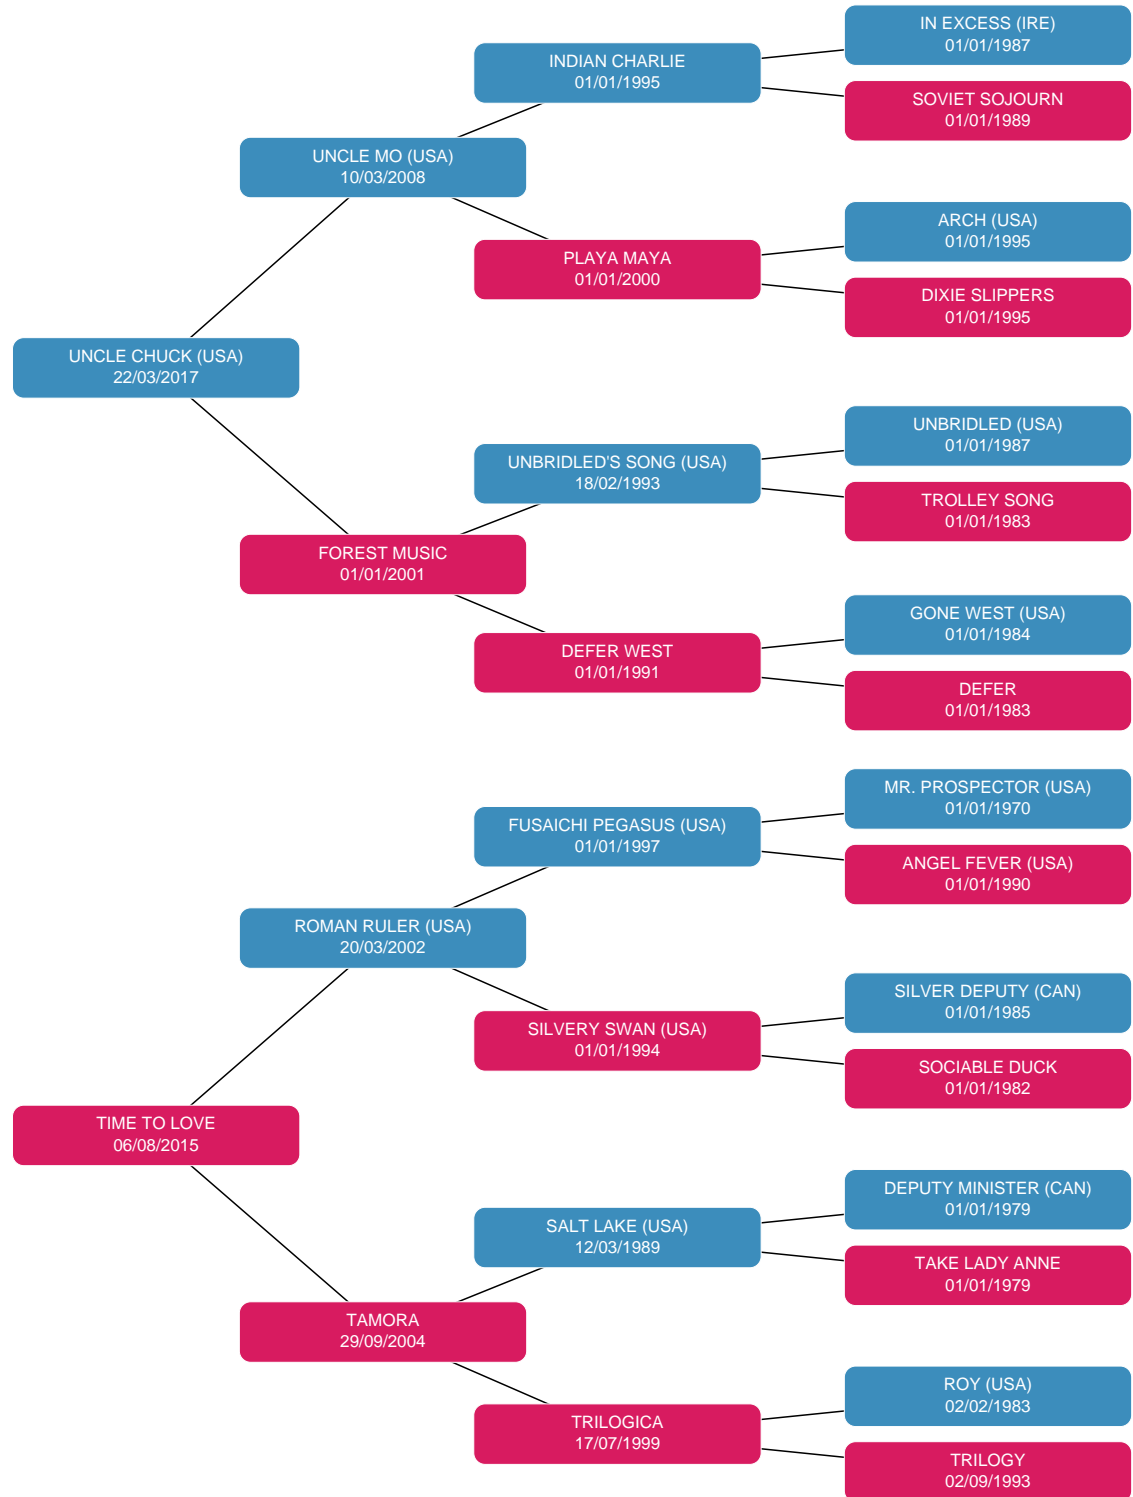 IN EXCESS (IRE)
01/01/1987
INDIAN CHARLIE
01/01/1995
SOVIET SOJOURN
01/01/1989
UNCLE MO (USA)
10/03/2008
ARCH (USA)
01/01/1995
PLAYA MAYA
01/01/2000
DIXIE SLIPPERS
01/01/1995
UNCLE CHUCK (USA)
22/03/2017
UNBRIDLED (USA)
01/01/1987
UNBRIDLED'S SONG (USA)
18/02/1993
TROLLEY SONG
01/01/1983
FOREST MUSIC
01/01/2001
GONE WEST (USA)
01/01/1984
DEFER WEST
01/01/1991
DEFER
01/01/1983
MR. PROSPECTOR (USA)
01/01/1970
FUSAICHI PEGASUS (USA)
01/01/1997
ANGEL FEVER (USA)
01/01/1990
ROMAN RULER (USA)
20/03/2002
SILVER DEPUTY (CAN)
01/01/1985
SILVERY SWAN (USA)
01/01/1994
SOCIABLE DUCK
01/01/1982
TIME TO LOVE
06/08/2015
DEPUTY MINISTER (CAN)
01/01/1979
SALT LAKE (USA)
12/03/1989
TAKE LADY ANNE
01/01/1979
TAMORA
29/09/2004
ROY (USA)
02/02/1983
TRILOGICA
17/07/1999
TRILOGY
02/09/1993